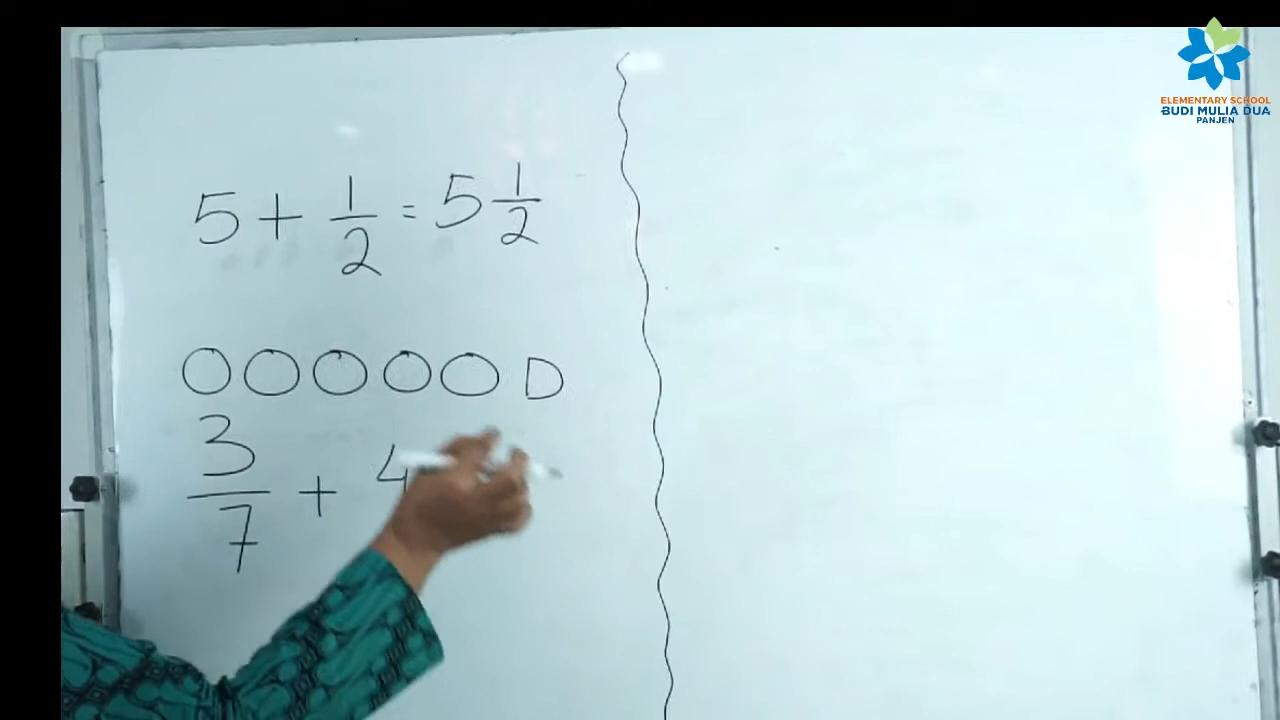 ELEMENTARY SCHOOL
BUDI MULIA DUA
PANJEN
5 + 1/2 = 5 1/2
3/7 + 4